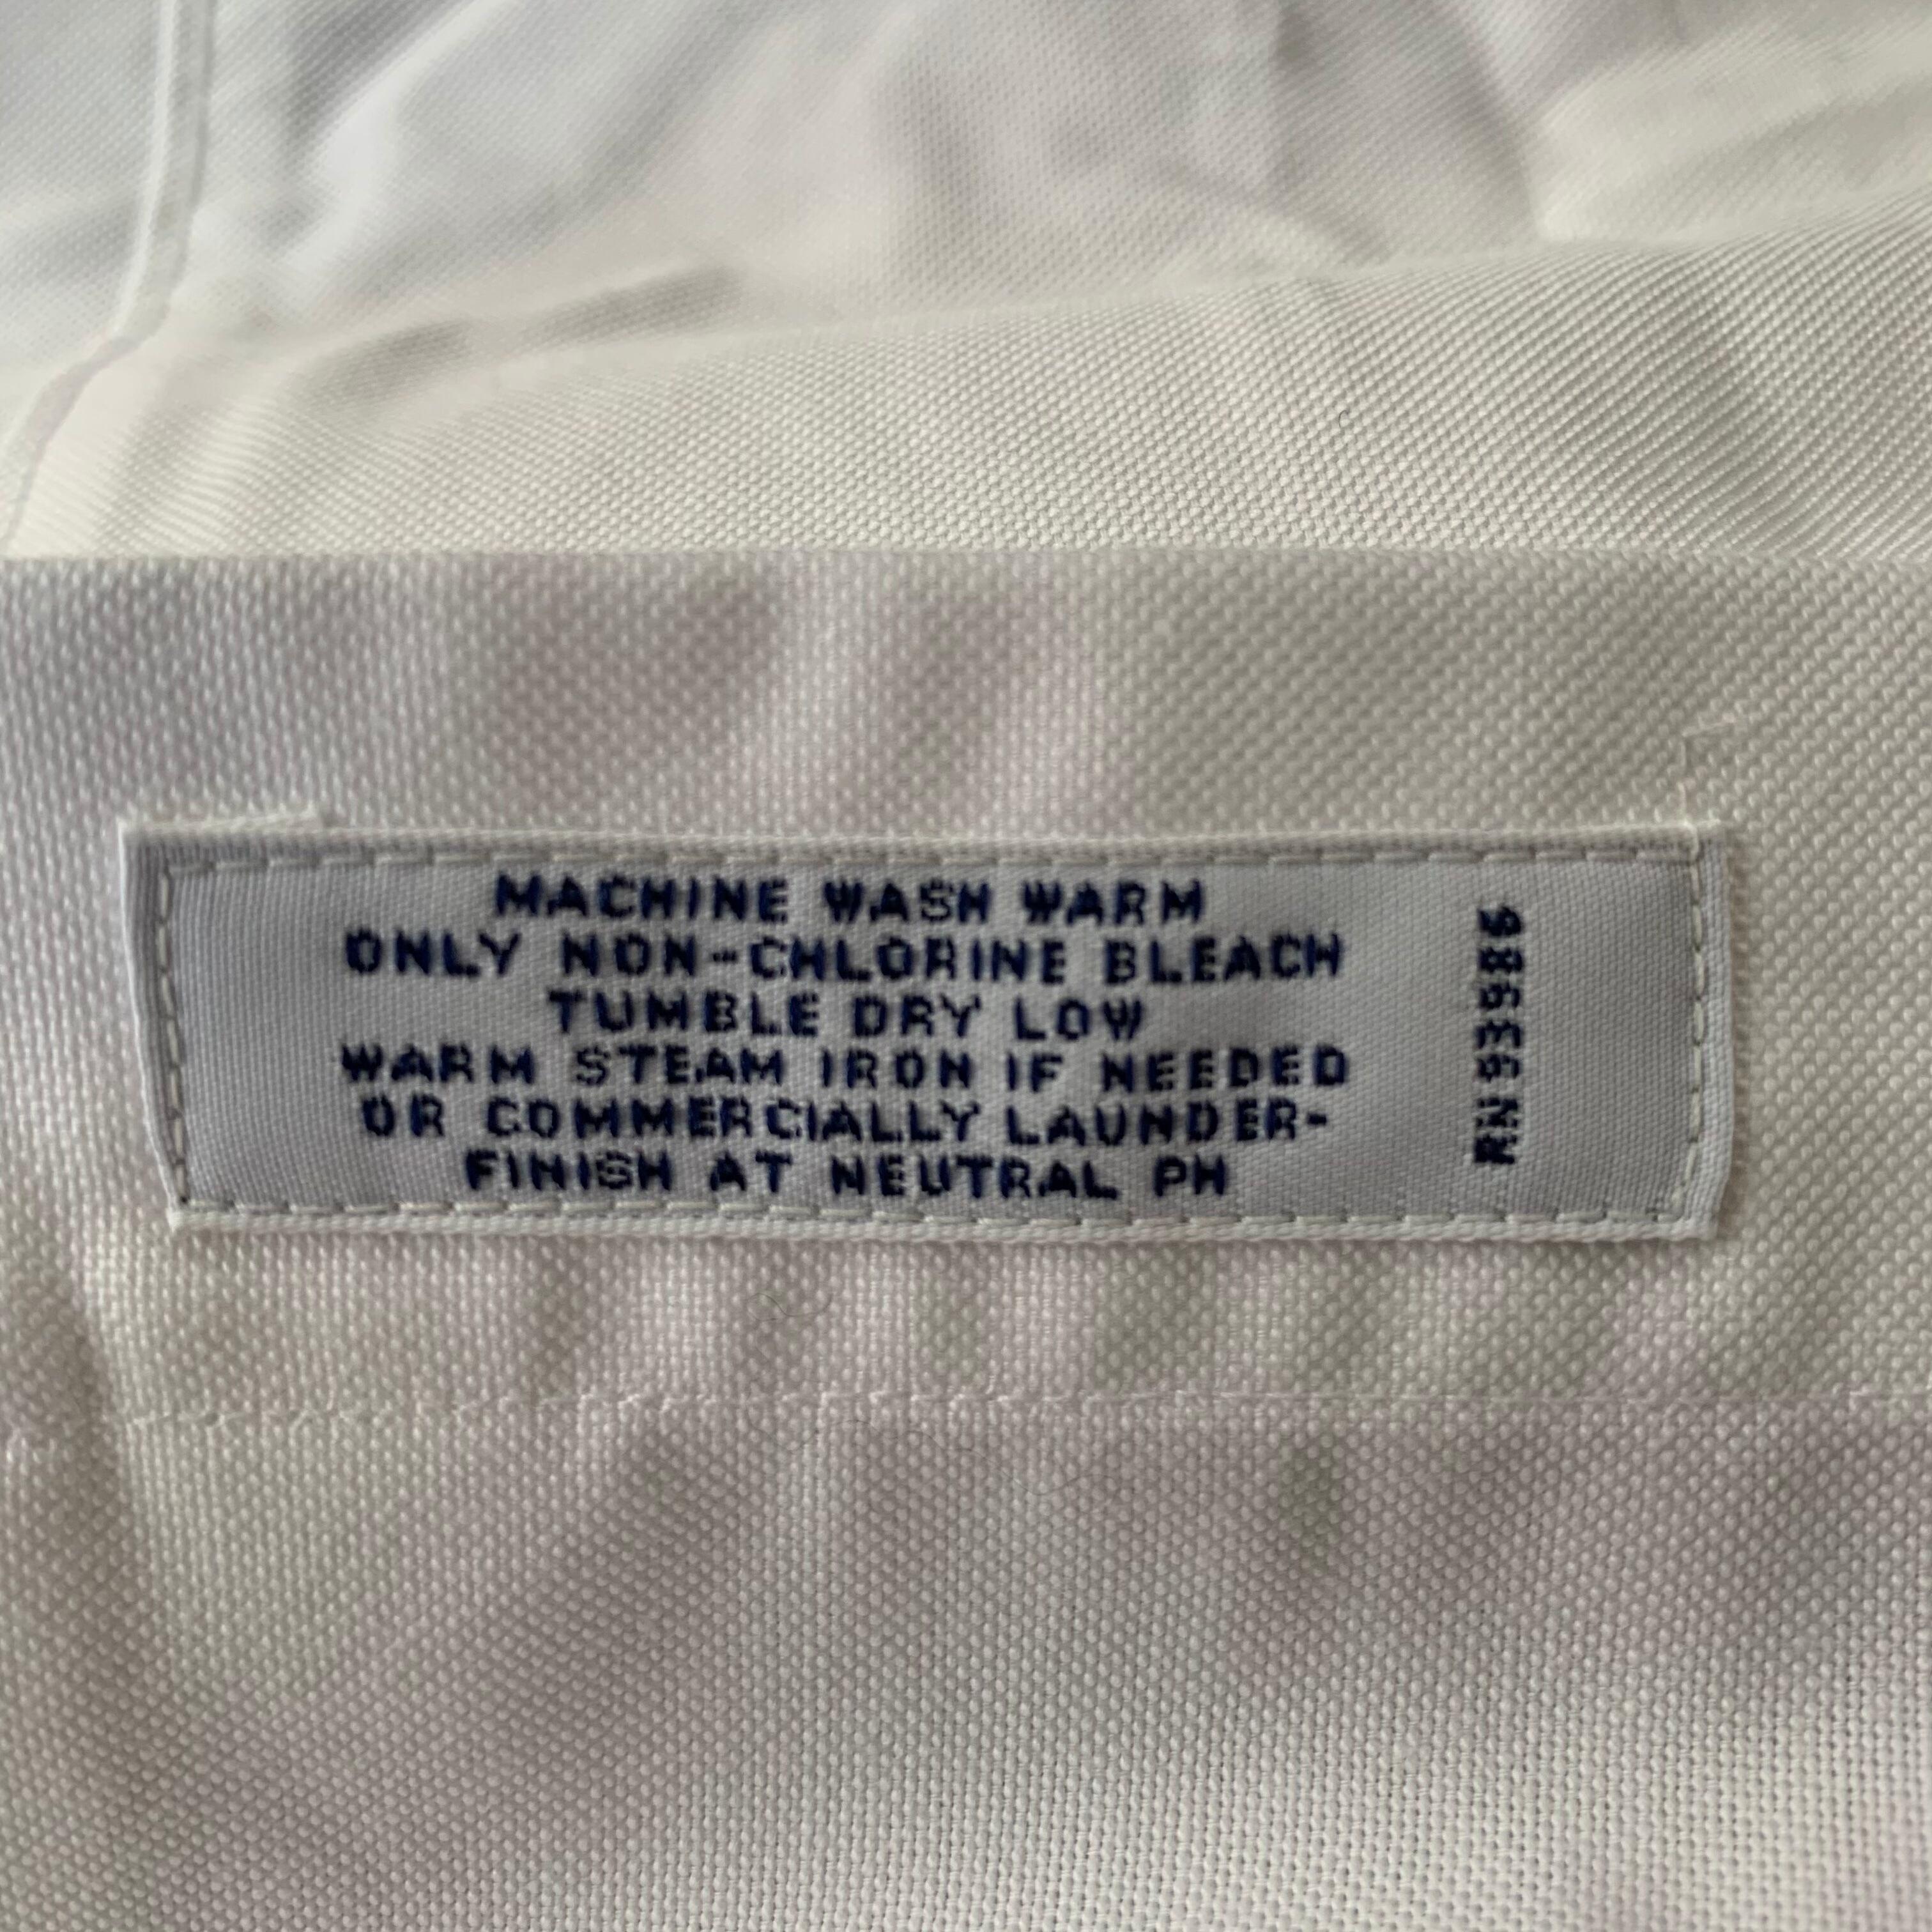 MACHINE WASH WARM
ONLY NON-CHLORINE BLEACH
TUMBLE DRY LOW
WARM STEAM IRON IF NEEDED
OR COMMERCIALLY LAUNDER-
FINISH AT NEUTRAL PH
RN 93986